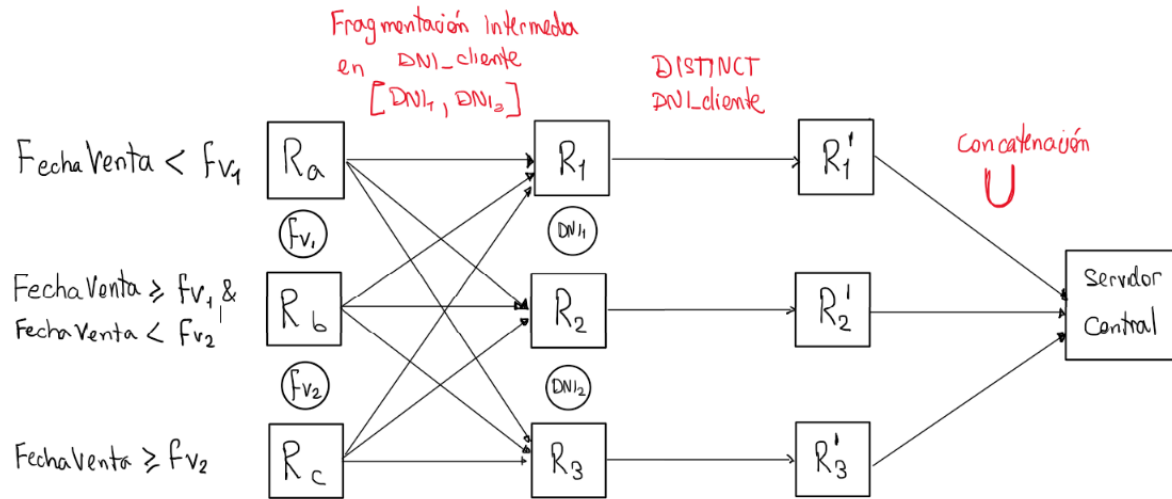 Fragmentación Intermedia
en DNI_cliente
[DNI₁, DNI₂]
DISTINCT
DNI_cliente
Concatenación
U
FechaVenta < fv₁
Ra
R₁
R₁'
fv₁
DNI₁
FechaVenta ≥ fv₁ &
FechaVenta < fv₂
Rb
R₂
R₂'
Servidor
Central
fv₂
DNI₂
FechaVenta ≥ fv₂
Rc
R₃
R₃'